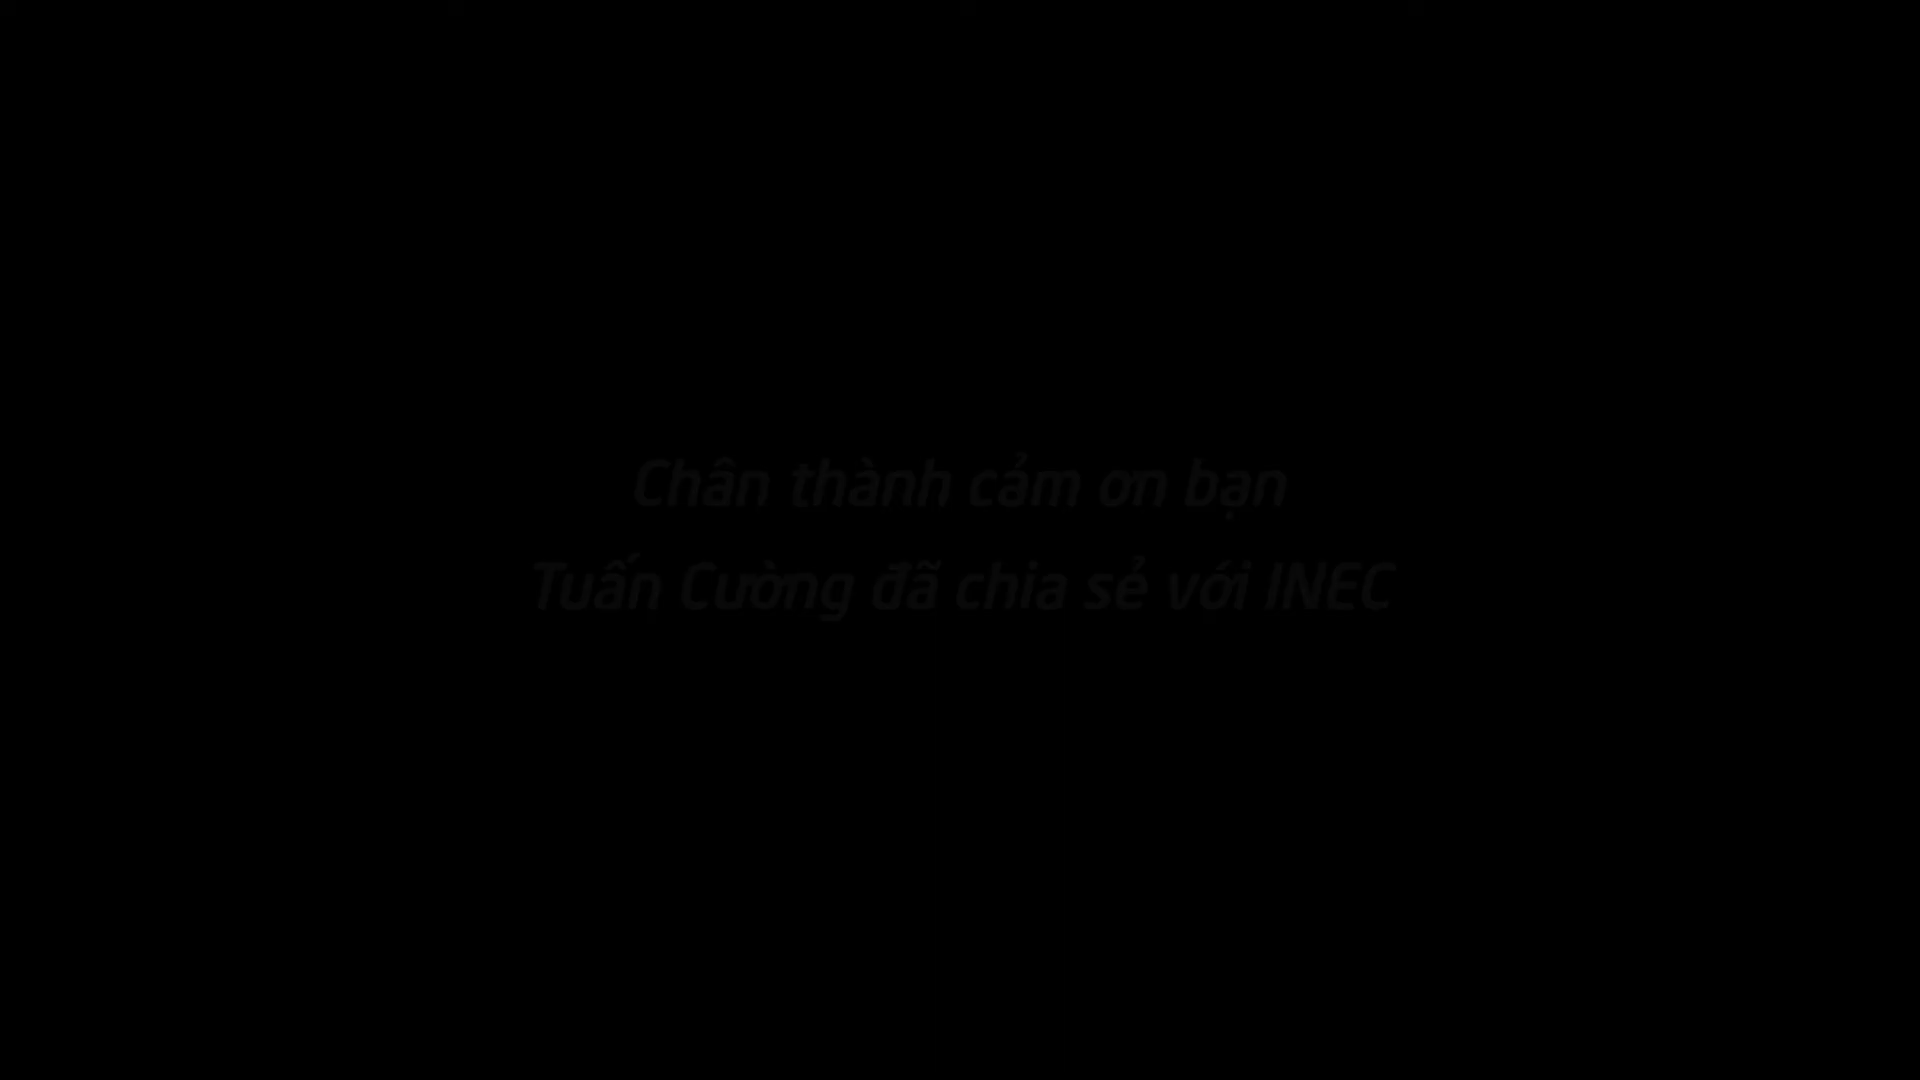 Chân thành cảm ơn bạn
Tuấn Cường đã chia sẻ với INEC